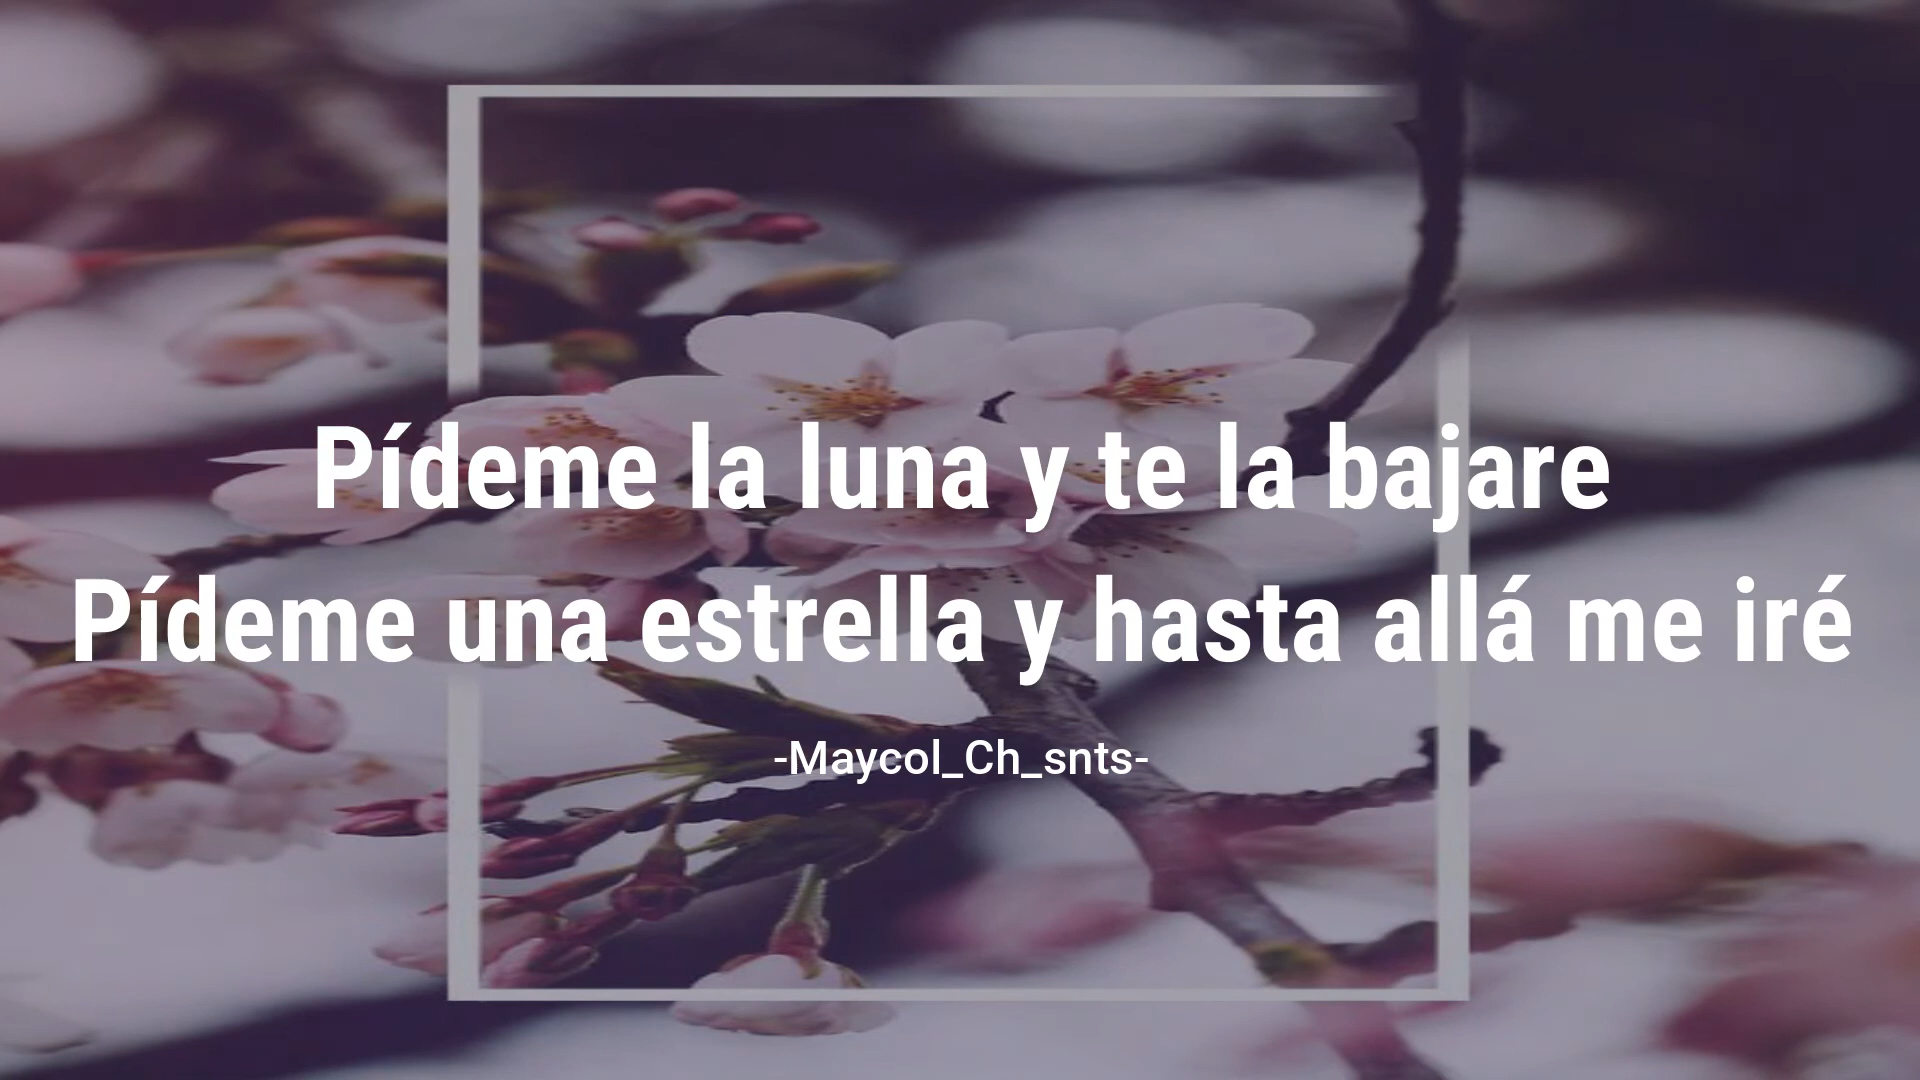 Pídeme la luna y te la bajare
Pídeme una estrella y hasta allá me iré
-Maycol_Ch_snts-